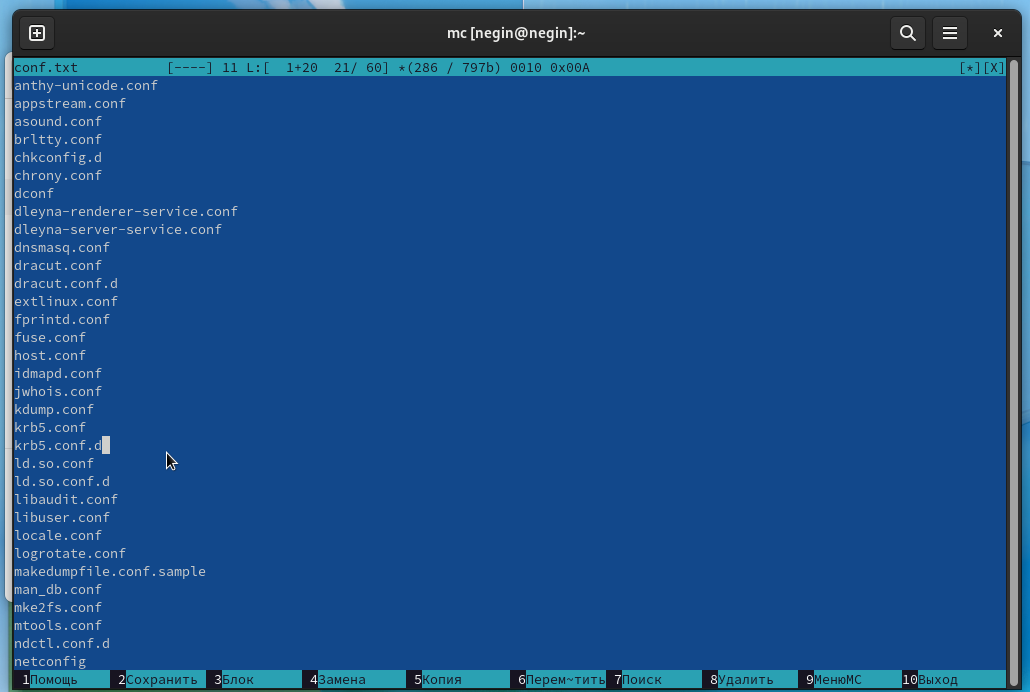 mc [negin@negin]:~
conf.txt [----] 11 L:[ 1+20 21/ 60] *(286 / 797b) 0010 0x00A [*][X]
anthy-unicode.conf
appstream.conf
asound.conf
brltty.conf
chkconfig.d
chrony.conf
dconf
dleyna-renderer-service.conf
dleyna-server-service.conf
dnsmasq.conf
dracut.conf
dracut.conf.d
extlinux.conf
fprintd.conf
fuse.conf
host.conf
idmapd.conf
jwhois.conf
kdump.conf
krb5.conf
krb5.conf.d
ld.so.conf
ld.so.conf.d
libaudit.conf
libuser.conf
locale.conf
logrotate.conf
makedumpfile.conf.sample
man_db.conf
mke2fs.conf
mtools.conf
ndctl.conf.d
netconfig
1Помощь 2Сохранить 3Блок 4Замена 5Копия 6Перем~тить 7Поиск 8Удалить 9МенюMC 10Выход